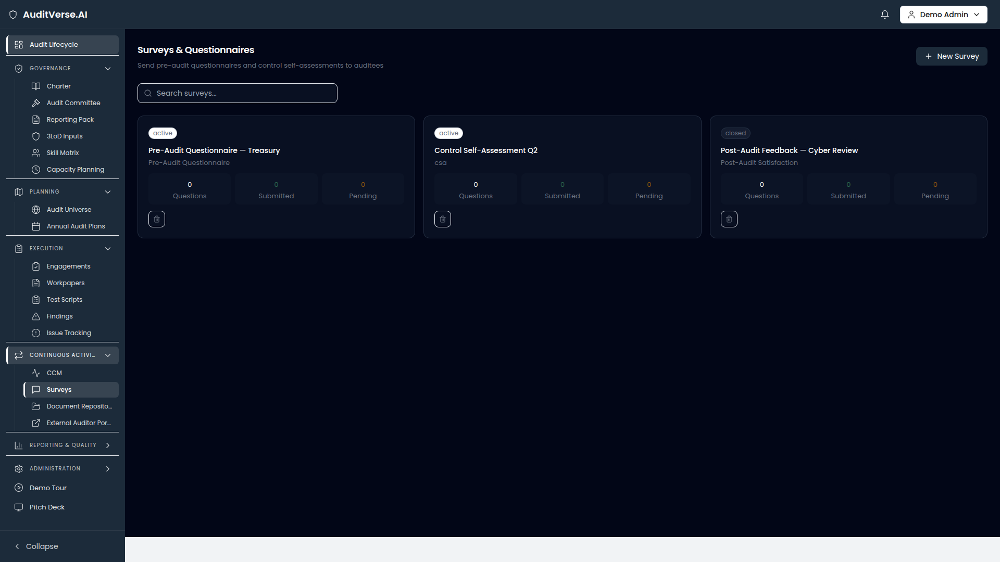 AuditVerse.AI
Demo Admin
Audit Lifecycle
GOVERNANCE
Charter
Audit Committee
Reporting Pack
3LoD Inputs
Skill Matrix
Capacity Planning
PLANNING
Audit Universe
Annual Audit Plans
EXECUTION
Engagements
Workpapers
Test Scripts
Findings
Issue Tracking
CONTINUOUS ACTIVI...
CCM
Surveys
Document Reposito...
External Auditor Por...
REPORTING & QUALITY
ADMINISTRATION
Demo Tour
Pitch Deck
Collapse
Surveys & Questionnaires
Send pre-audit questionnaires and control self-assessments to auditees
New Survey
Search surveys...
active
Pre-Audit Questionnaire — Treasury
Pre-Audit Questionnaire
0 0 0
Questions Submitted Pending
active
Control Self-Assessment Q2
csa
0 0 0
Questions Submitted Pending
closed
Post-Audit Feedback — Cyber Review
Post-Audit Satisfaction
0 0 0
Questions Submitted Pending